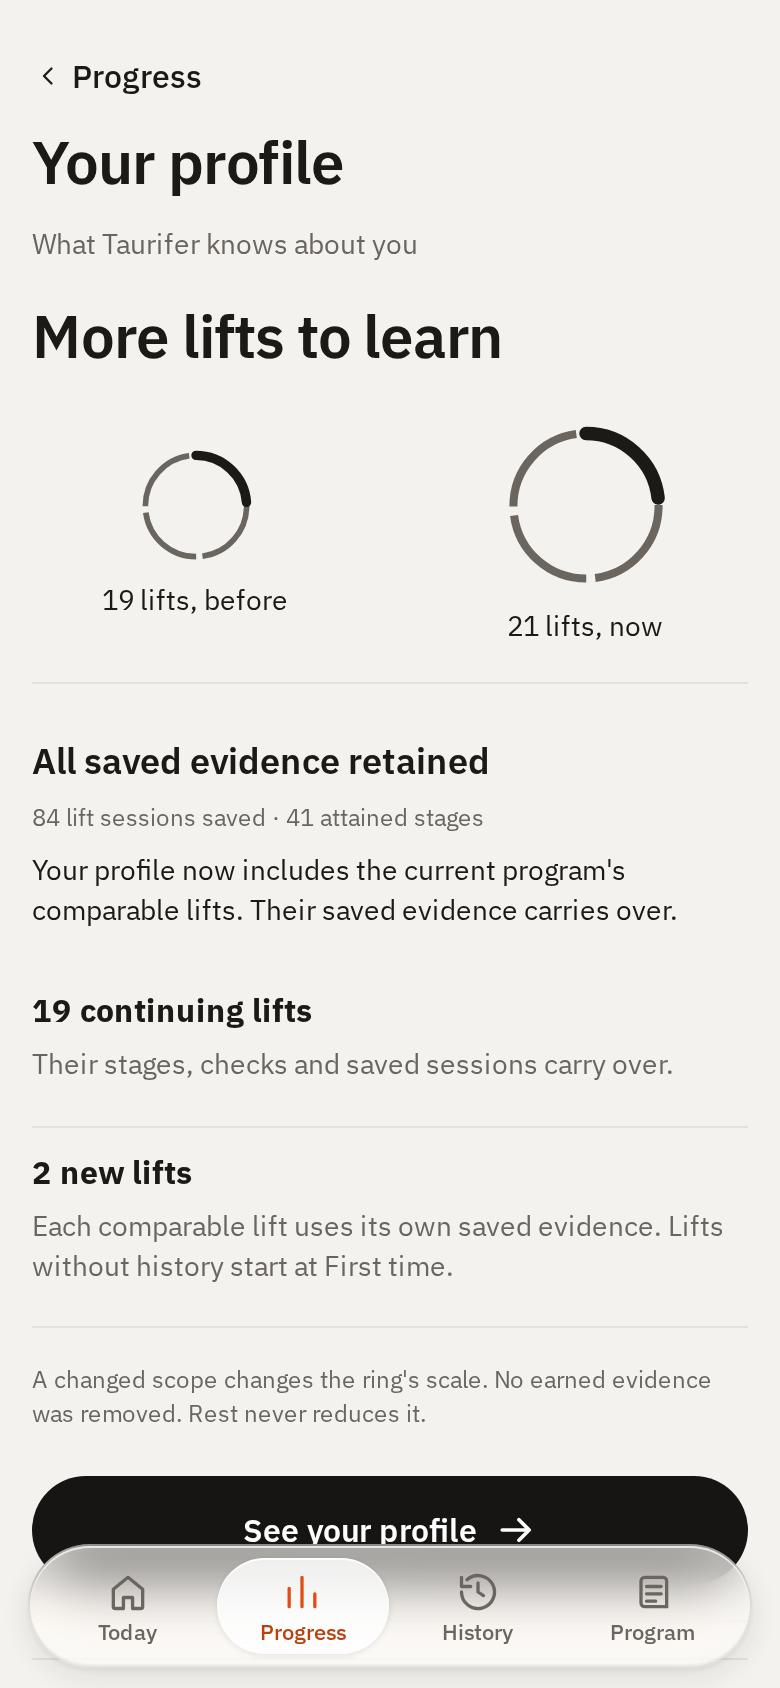 Progress
Your profile
What Taurifer knows about you
More lifts to learn
19 lifts, before
21 lifts, now
All saved evidence retained
84 lift sessions saved · 41 attained stages
Your profile now includes the current program's
comparable lifts. Their saved evidence carries over.
19 continuing lifts
Their stages, checks and saved sessions carry over.
2 new lifts
Each comparable lift uses its own saved evidence. Lifts
without history start at First time.
A changed scope changes the ring's scale. No earned evidence
was removed. Rest never reduces it.
See your profile
Today
Progress
History
Program